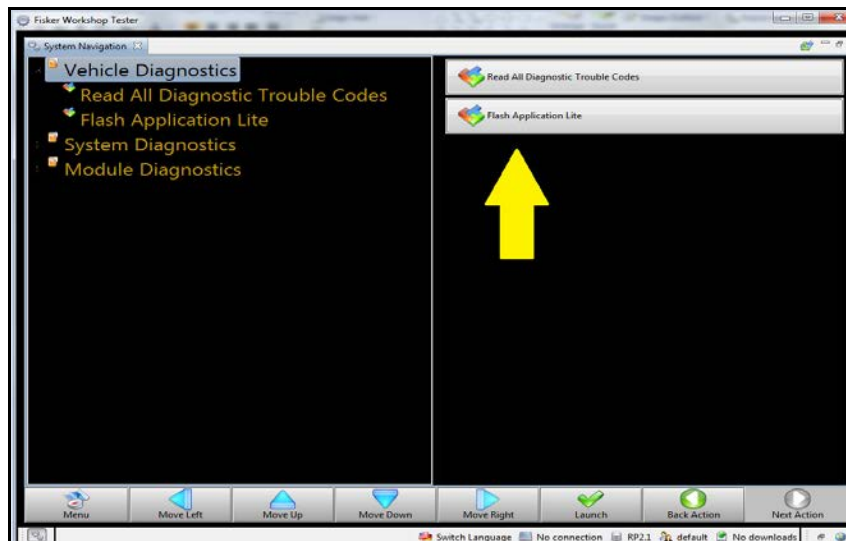 Fisker Workshop Tester
System Navigation
Vehicle Diagnostics
Read All Diagnostic Trouble Codes
Flash Application Lite
System Diagnostics
Module Diagnostics
Read All Diagnostic Trouble Codes
Flash Application Lite
Menu
Move Left
Move Up
Move Down
Move Right
Launch
Back Action
Next Action
Switch Language No connection RP2.1 default No downloads